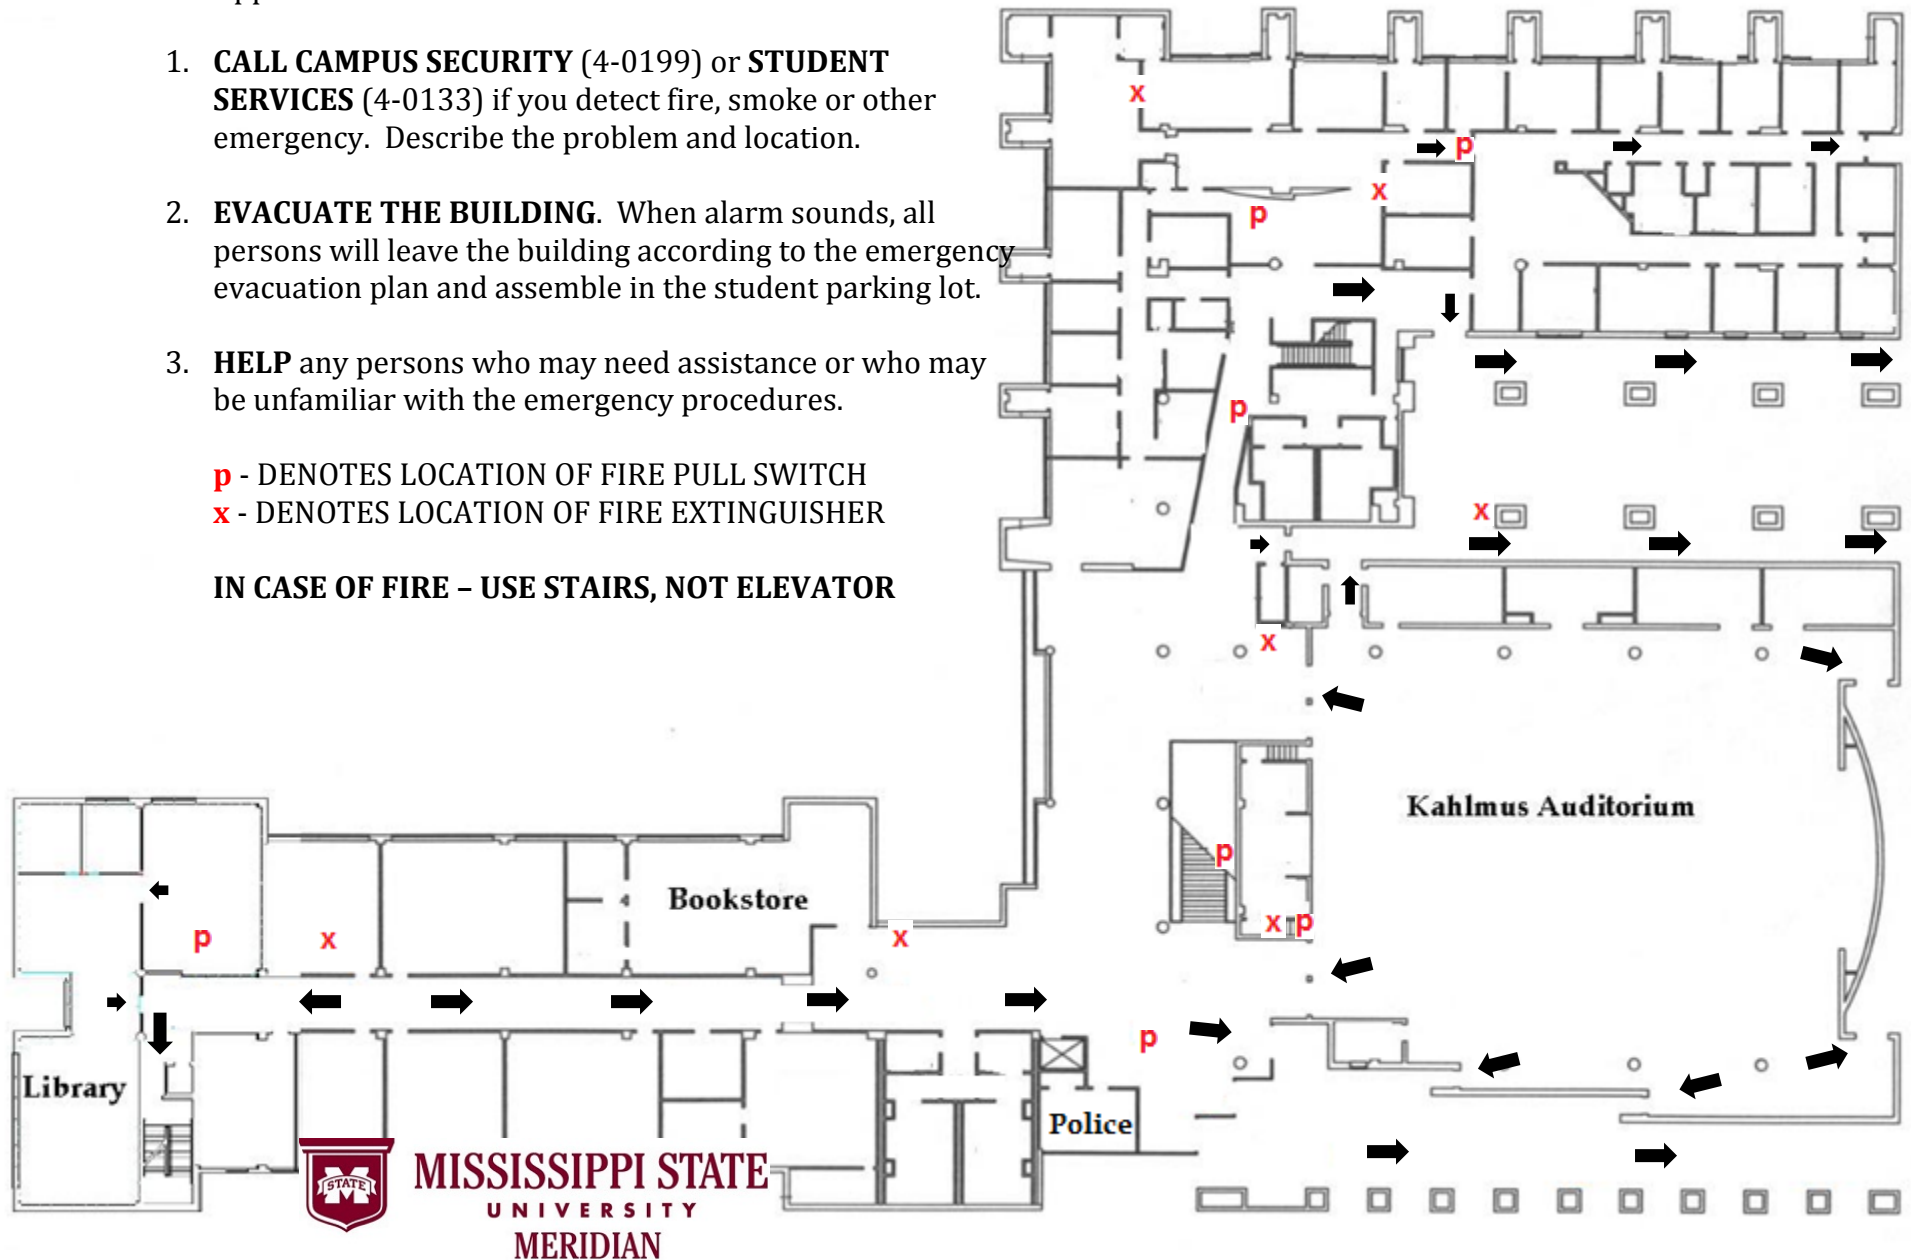 1. CALL CAMPUS SECURITY (4-0199) or STUDENT
SERVICES (4-0133) if you detect fire, smoke or other
emergency. Describe the problem and location.
2. EVACUATE THE BUILDING. When alarm sounds, all
persons will leave the building according to the emergency
evacuation plan and assemble in the student parking lot.
3. HELP any persons who may need assistance or who may
be unfamiliar with the emergency procedures.
p - DENOTES LOCATION OF FIRE PULL SWITCH
x - DENOTES LOCATION OF FIRE EXTINGUISHER
IN CASE OF FIRE – USE STAIRS, NOT ELEVATOR
x
p
x
p
p
x
x
Kahlmus Auditorium
p
Bookstore
x p
p
x
x
p
Library
Police
STATE
MISSISSIPPI STATE
UNIVERSITY
MERIDIAN